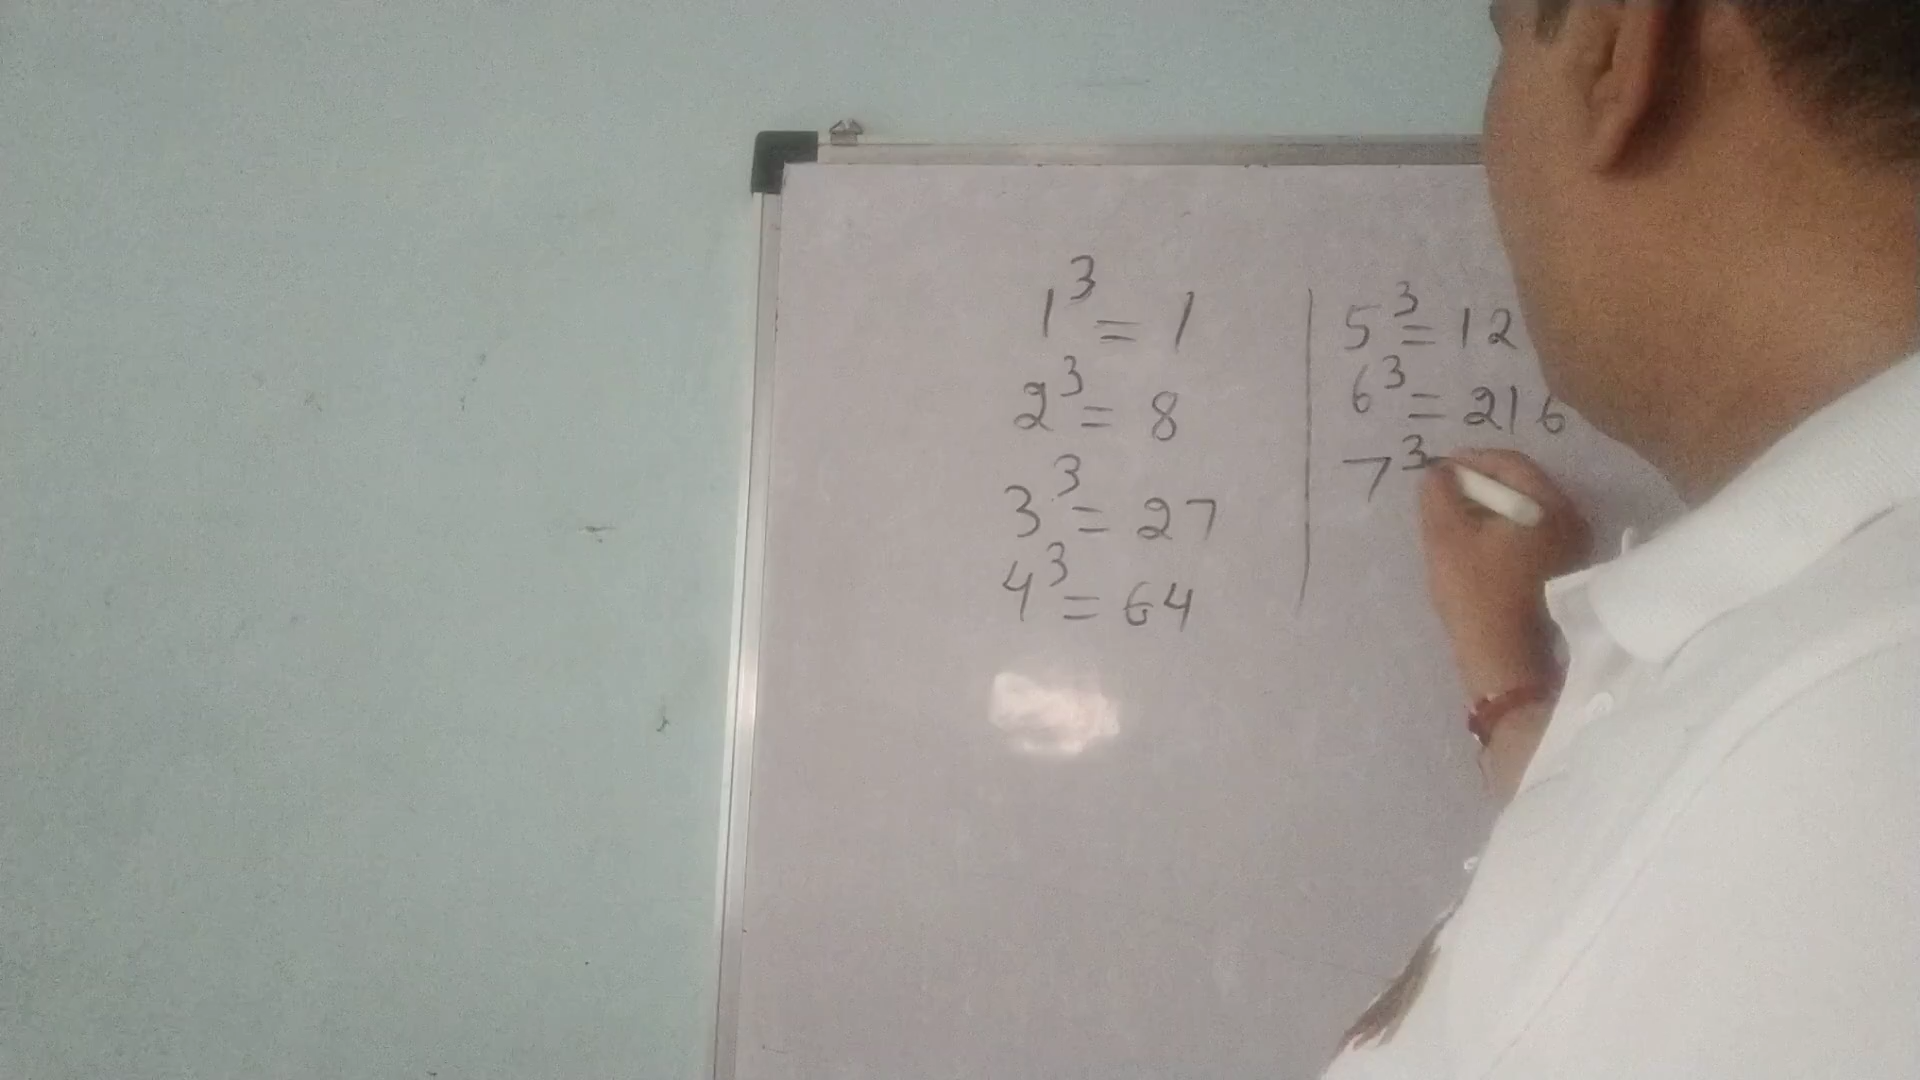 1³ = 1
2³ = 8
3³ = 27
4³ = 64
5³ = 12
6³ = 216
7³